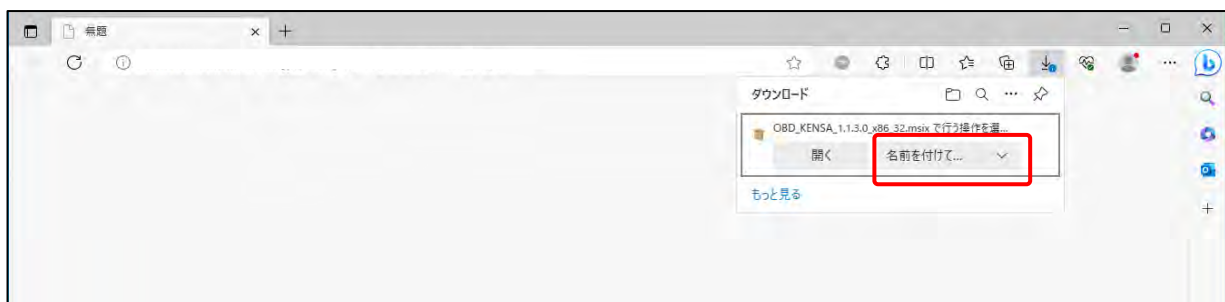 無題
ダウンロード
OBD_KENSA_1.1.3.0_x86_32.msix で行う操作を選...
開く
名前を付けて...
もっと見る